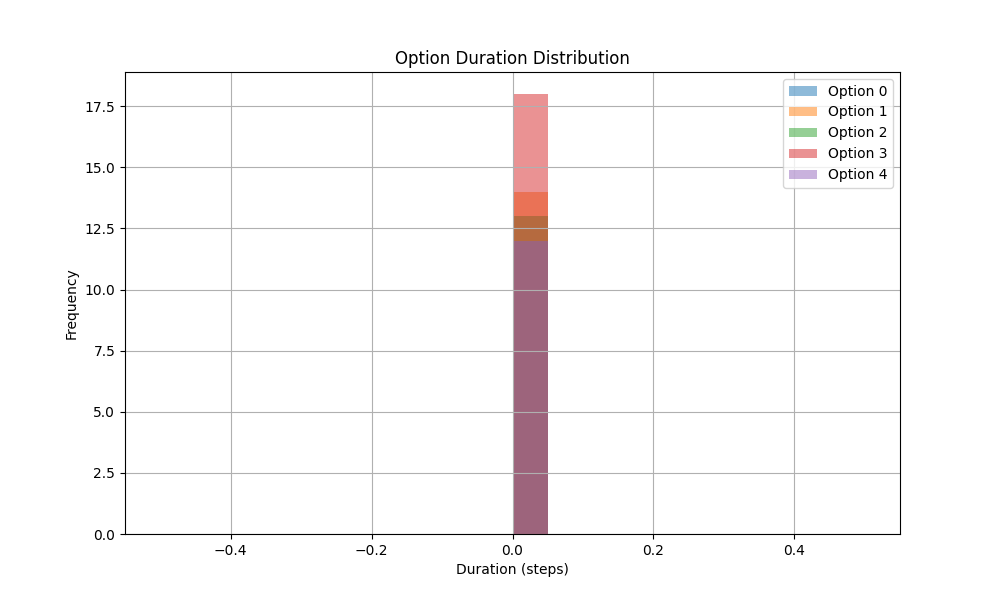 Option Duration Distribution
Option 0
Option 1
Option 2
Option 3
Option 4
17.5
15.0
12.5
10.0
7.5
5.0
2.5
0.0
Frequency
−0.4
−0.2
0.0
0.2
0.4
Duration (steps)